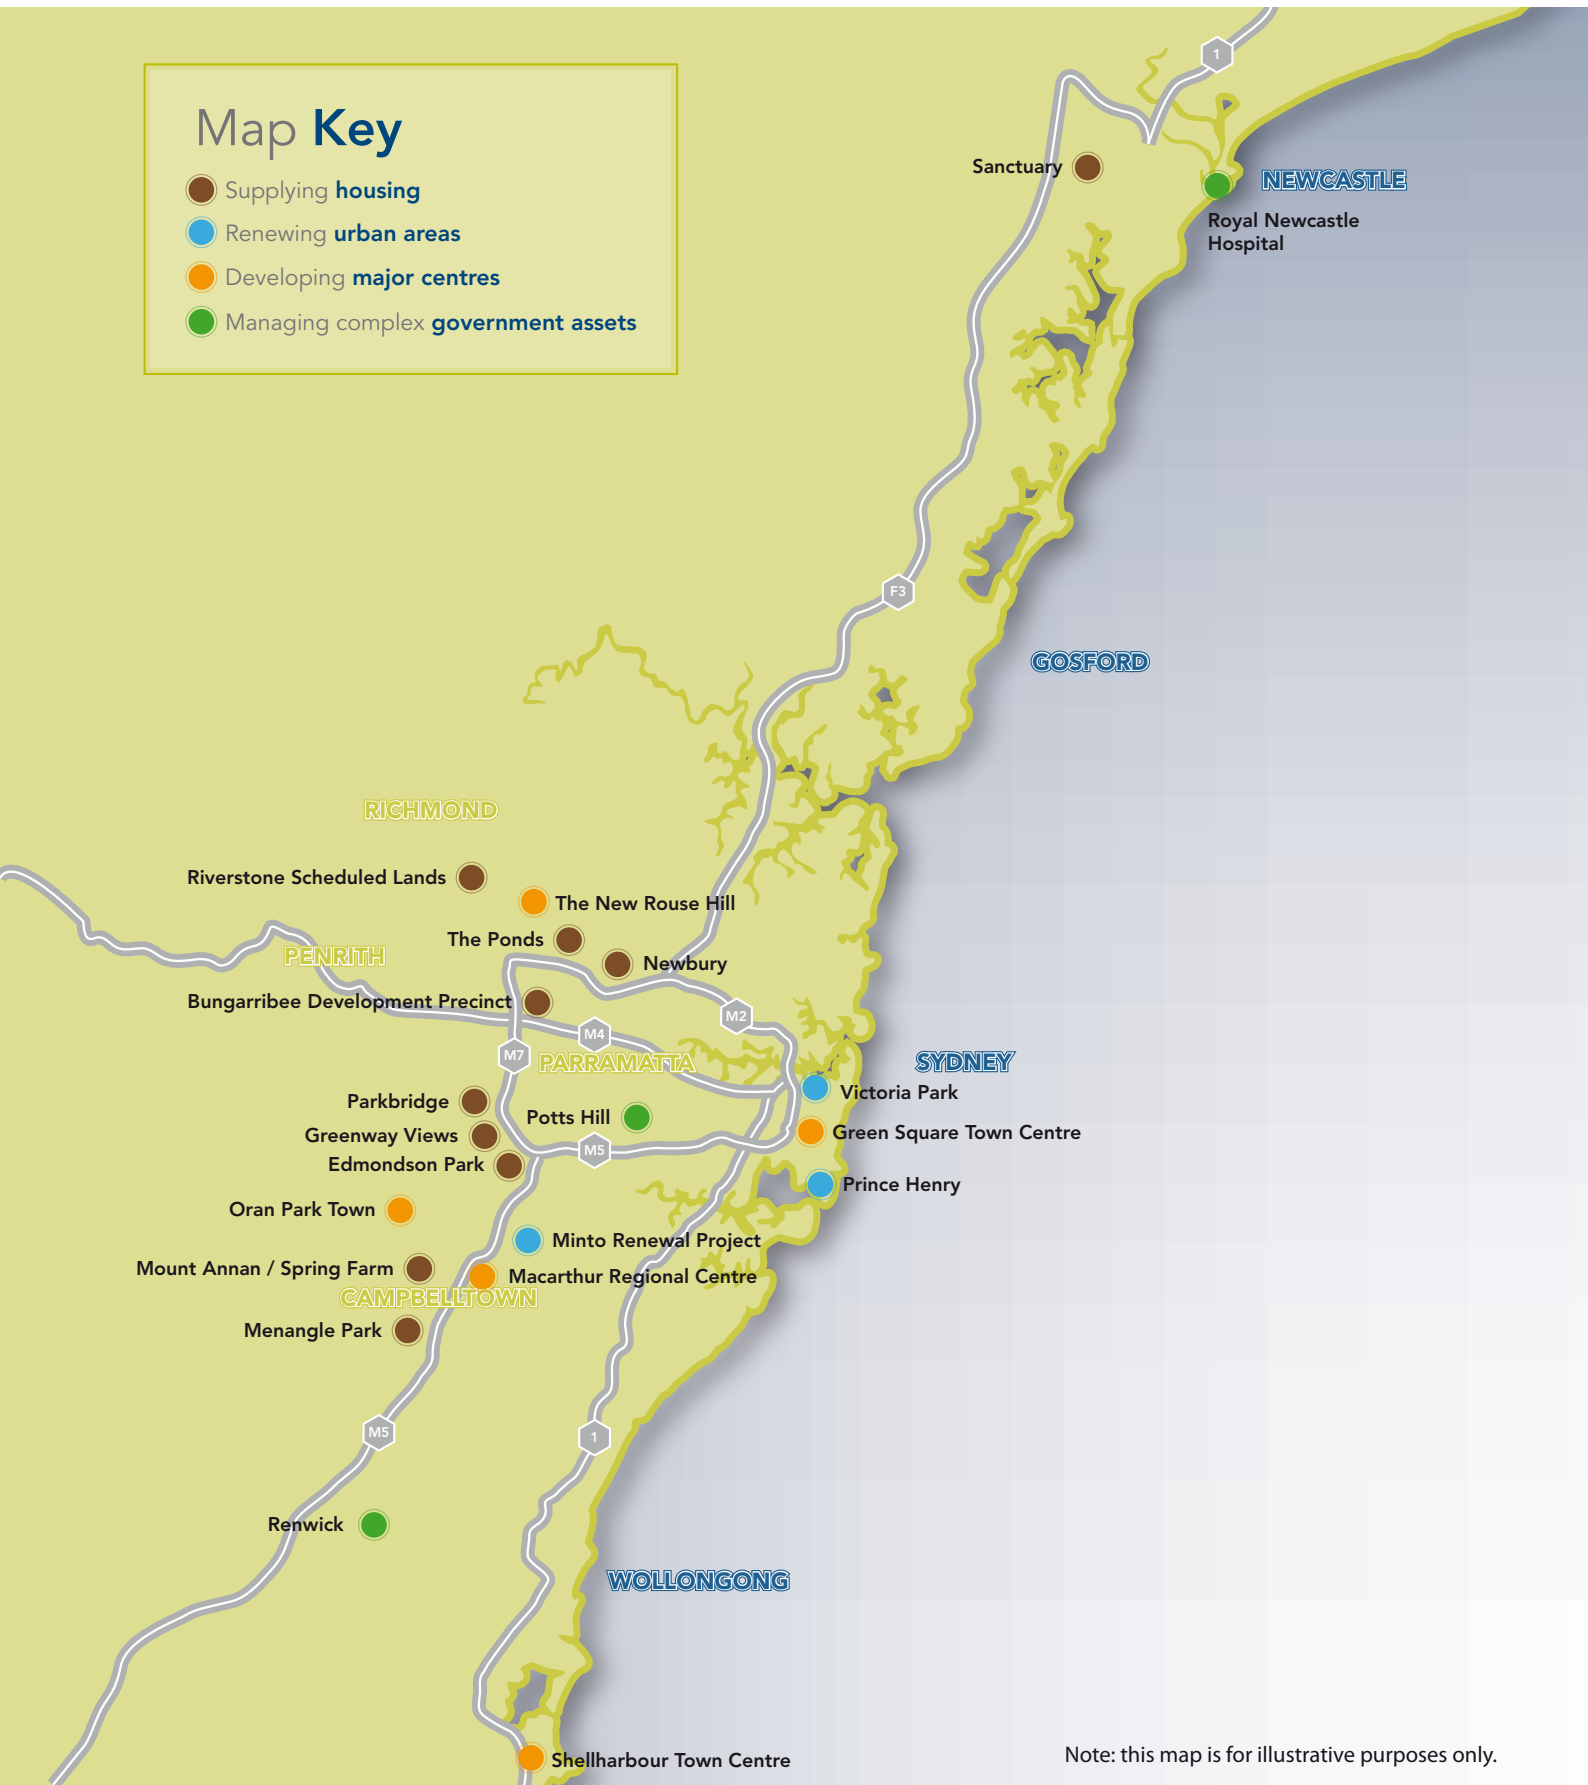 Map Key
Supplying housing
Renewing urban areas
Developing major centres
Managing complex government assets
1
Sanctuary
NEWCASTLE
Royal Newcastle
Hospital
F3
GOSFORD
RICHMOND
Riverstone Scheduled Lands
The New Rouse Hill
The Ponds
PENRITH
Newbury
Bungarribee Development Precinct
M2
M4
M7
PARRAMATTA
SYDNEY
Victoria Park
Parkbridge
Potts Hill
Green Square Town Centre
Greenway Views
M5
Edmondson Park
Prince Henry
Oran Park Town
Minto Renewal Project
Mount Annan / Spring Farm
Macarthur Regional Centre
CAMPBELLTOWN
Menangle Park
M5
1
Renwick
WOLLONGONG
Shellharbour Town Centre
Note: this map is for illustrative purposes only.